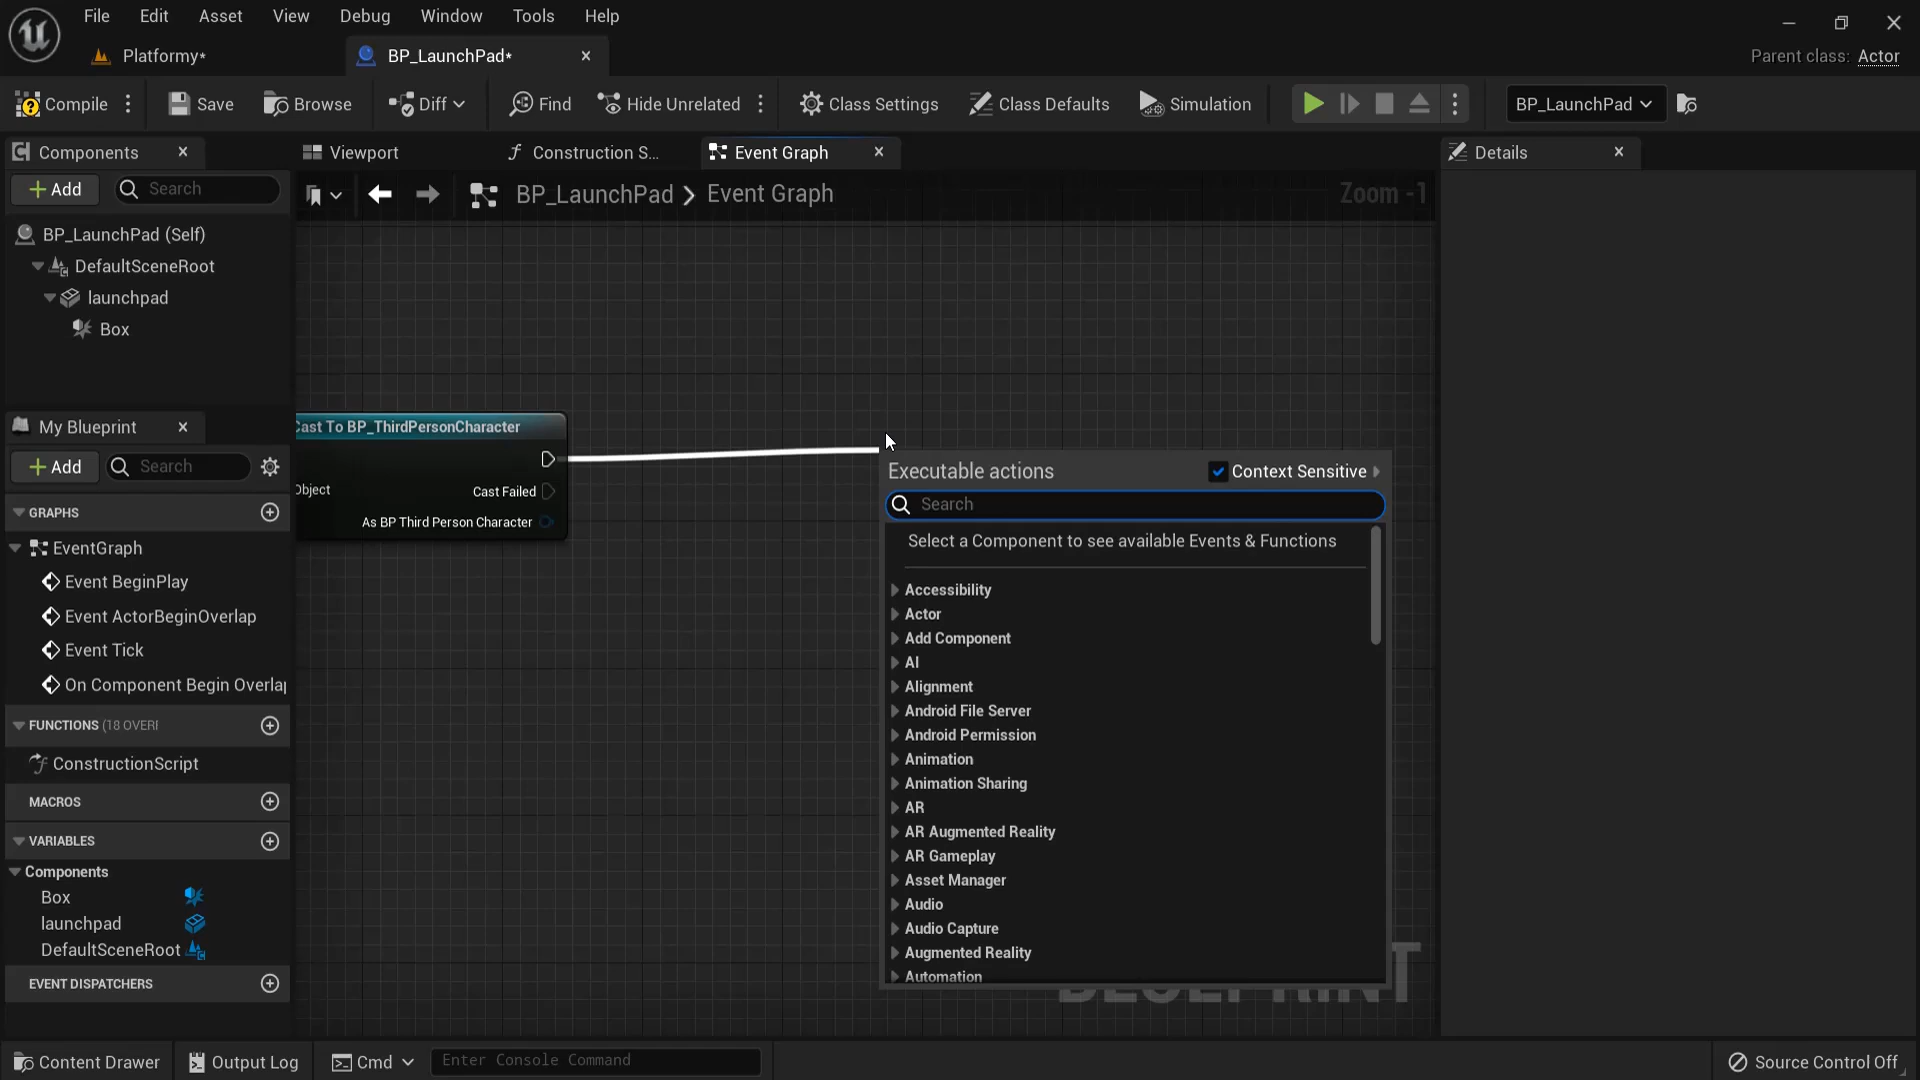 File Edit Asset View Debug Window Tools Help
Platformy*
BP_LaunchPad*
Parent class: Actor
Compile Save Browse Diff Find Hide Unrelated Class Settings Class Defaults Simulation BP_LaunchPad
Components Viewport Construction S... Event Graph Details
Add Search
BP_LaunchPad > Event Graph Zoom -1
BP_LaunchPad (Self)
DefaultSceneRoot
launchpad
Box
My Blueprint
Add Search
GRAPHS
EventGraph
Event BeginPlay
Event ActorBeginOverlap
Event Tick
On Component Begin Overlap
FUNCTIONS (18 OVERI
ConstructionScript
MACROS
VARIABLES
Components
Box
launchpad
DefaultSceneRoot
EVENT DISPATCHERS
Cast To BP_ThirdPersonCharacter
Object
Cast Failed
As BP Third Person Character
Executable actions Context Sensitive
Search
Select a Component to see available Events & Functions
Accessibility
Actor
Add Component
AI
Alignment
Android File Server
Android Permission
Animation
Animation Sharing
AR
AR Augmented Reality
AR Gameplay
Asset Manager
Audio
Audio Capture
Augmented Reality
Automation
BLUEPRINT
Content Drawer Output Log Cmd Enter Console Command Source Control Off